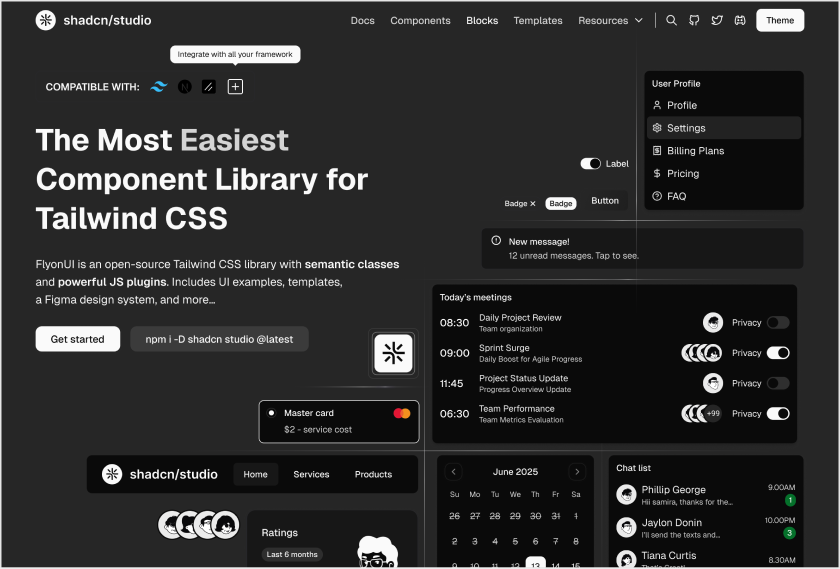 shadcn/studio
Docs Components Blocks Templates Resources Theme
Integrate with all your framework
COMPATIBLE WITH:
The Most Easiest
Component Library for
Tailwind CSS
FlyonUI is an open-source Tailwind CSS library with semantic classes
and powerful JS plugins. Includes UI examples, templates,
a Figma design system, and more...
Get started
npm i -D shadcn studio @latest
User Profile
Profile
Settings
Billing Plans
Pricing
FAQ
Label
Badge ×
Badge
Button
New message!
12 unread messages. Tap to see.
Today's meetings
08:30 Daily Project Review Privacy
Team organization
09:00 Sprint Surge Privacy
Daily Boost for Agile Progress
11:45 Project Status Update Privacy
Progress Overview Update
06:30 Team Performance +99 Privacy
Team Metrics Evaluation
Master card
$2 - service cost
shadcn/studio Home Services Products
Ratings
Last 6 months
June 2025
Su Mo Tu We Th Fr Sa
26 27 28 29 30 31 1
2 3 4 5 6 7 8
9 10 11 12 13 14 15
Chat list
Phillip George 9.00AM
Hii samira, thanks for the... 1
Jaylon Donin 10.00PM
I'll send the texts and... 3
Tiana Curtis 8.30AM
That's Great!